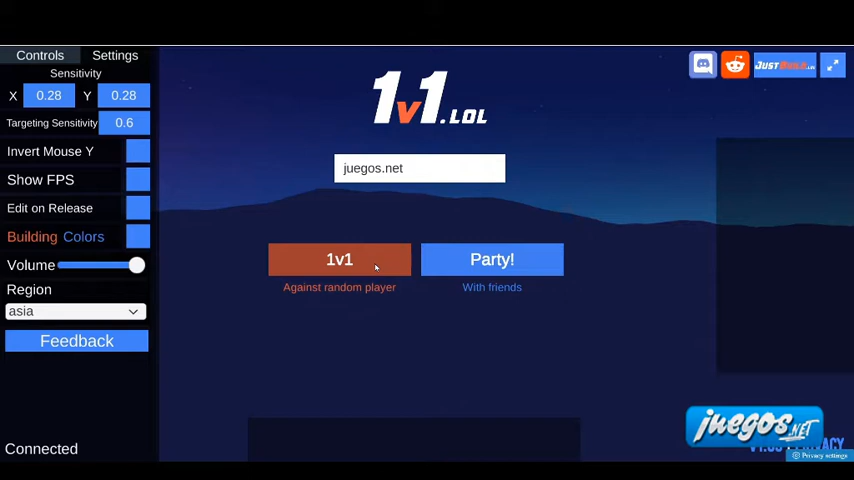 Controls Settings
Sensitivity
X 0.28 Y 0.28
Targeting Sensitivity 0.6
Invert Mouse Y
Show FPS
Edit on Release
Building Colors
Volume
Region
asia
Feedback
Connected
JustBuild.LOL
1v1.LOL
juegos.net
1v1 Party!
Against random player With friends
juegos.NET
PRIVACY
Privacy settings